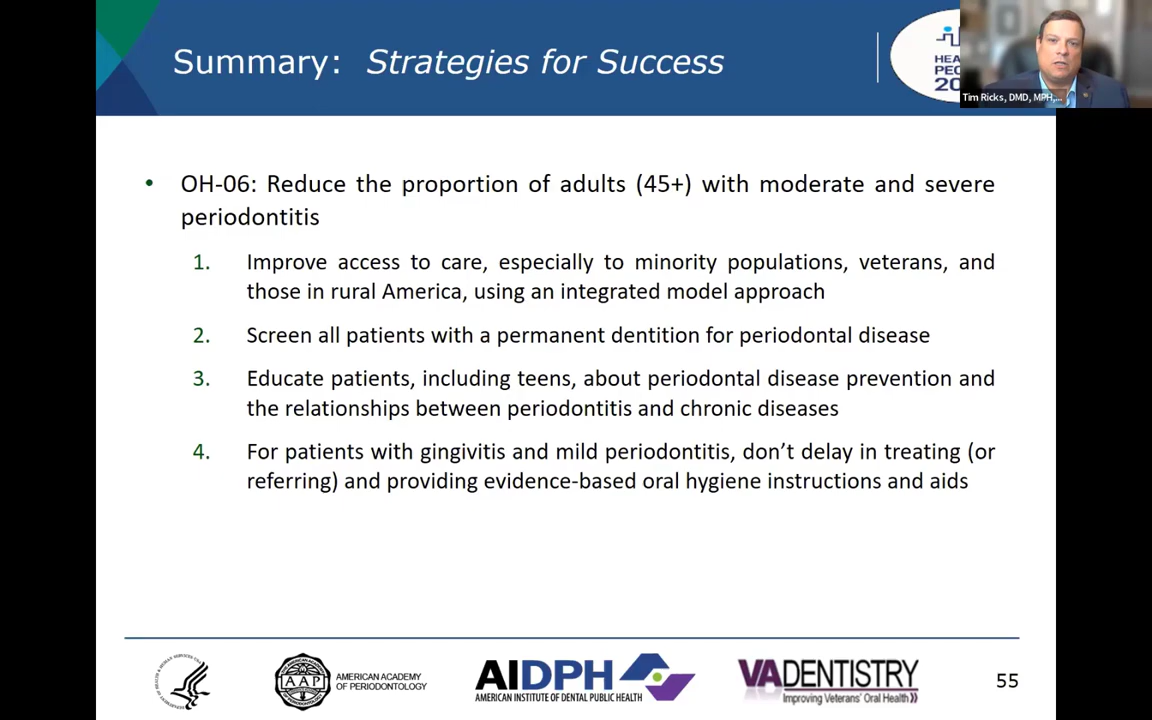 Summary: Strategies for Success
HEA
PEO
20
Tim Ricks, DMD, MPH,...
• OH-06: Reduce the proportion of adults (45+) with moderate and severe
periodontitis
1. Improve access to care, especially to minority populations, veterans, and
those in rural America, using an integrated model approach
2. Screen all patients with a permanent dentition for periodontal disease
3. Educate patients, including teens, about periodontal disease prevention and
the relationships between periodontitis and chronic diseases
4. For patients with gingivitis and mild periodontitis, don’t delay in treating (or
referring) and providing evidence-based oral hygiene instructions and aids
AAP
AMERICAN ACADEMY
OF PERIODONTOLOGY
AIDPH
AMERICAN INSTITUTE OF DENTAL PUBLIC HEALTH
VADENTISTRY
Improving Veterans' Oral Health
55